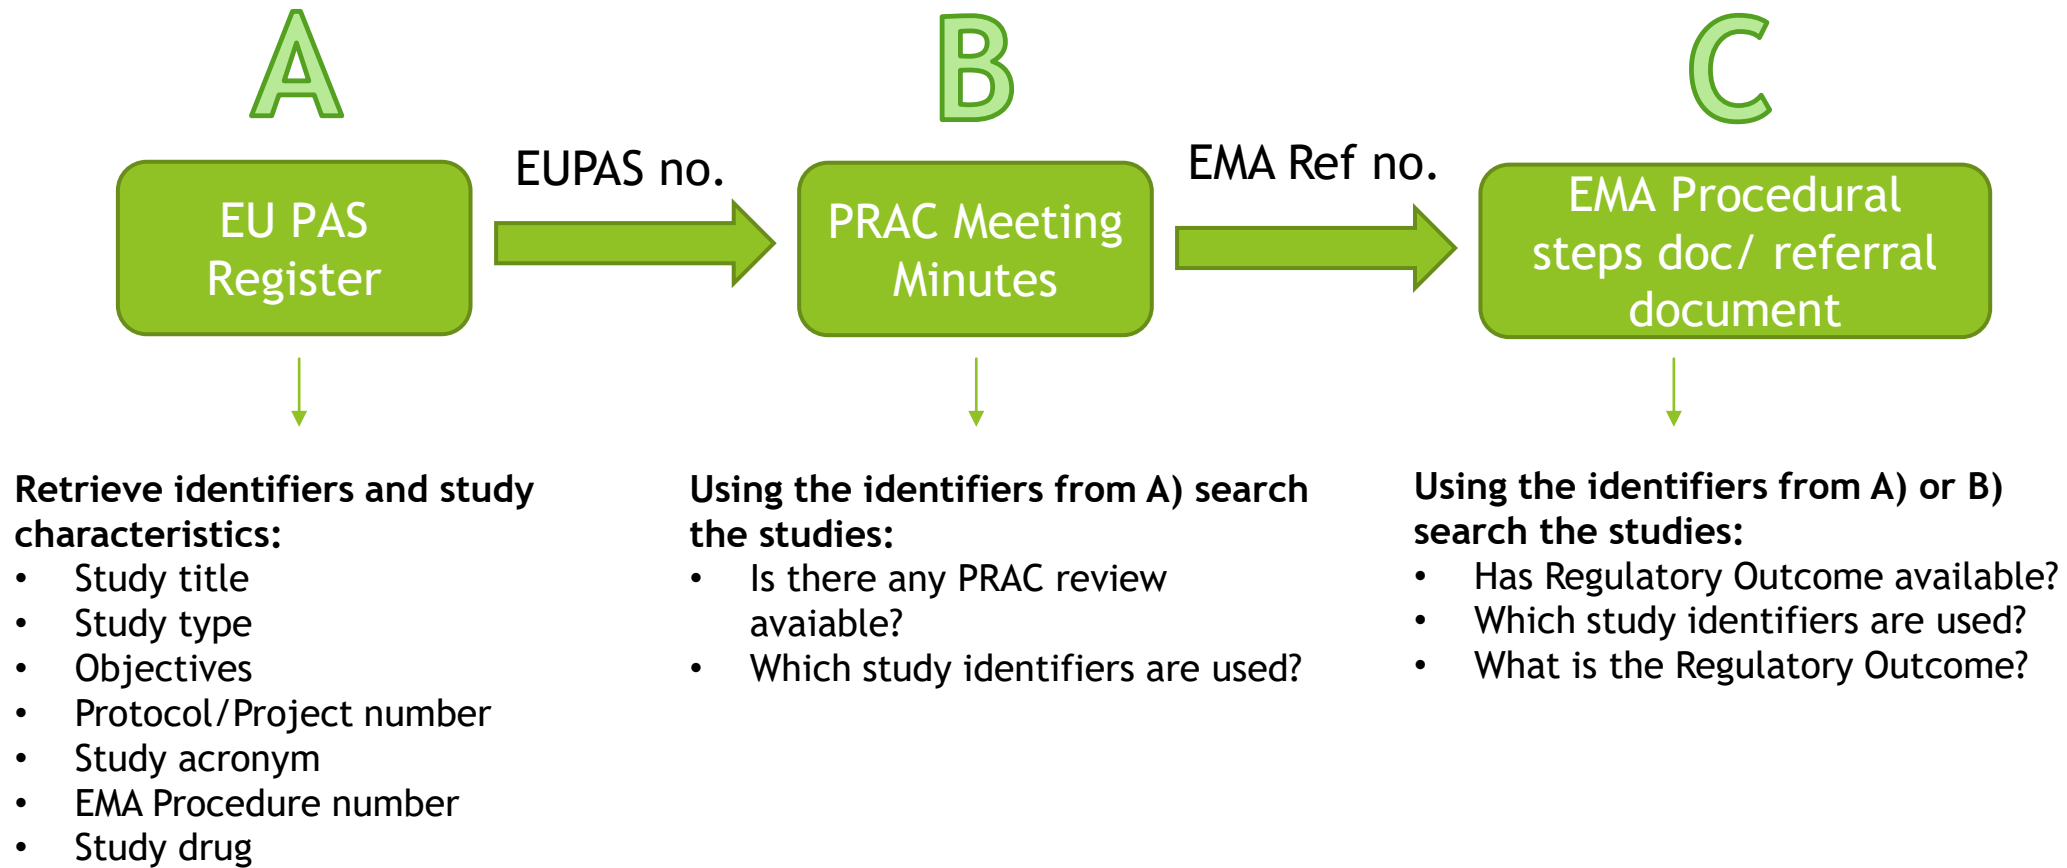 A
B
C
EU PAS
Register
EUPAS no.
PRAC Meeting
Minutes
EMA Ref no.
EMA Procedural
steps doc/ referral
document
Retrieve identifiers and study
characteristics:
• Study title
• Study type
• Objectives
• Protocol/Project number
• Study acronym
• EMA Procedure number
• Study drug
Using the identifiers from A) search
the studies:
• Is there any PRAC review
avaiable?
• Which study identifiers are used?
Using the identifiers from A) or B)
search the studies:
• Has Regulatory Outcome available?
• Which study identifiers are used?
• What is the Regulatory Outcome?